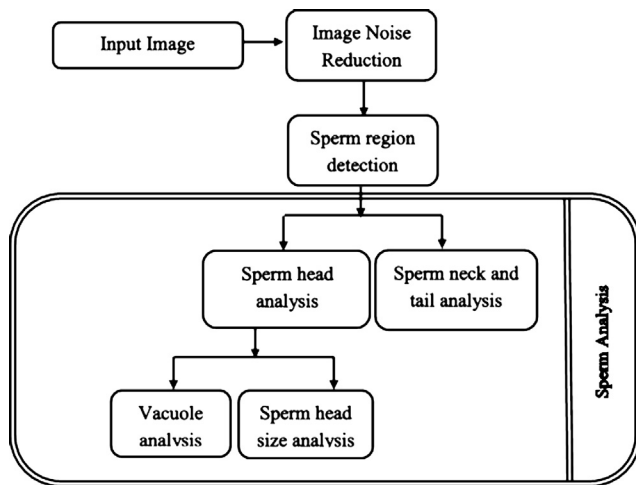 Input Image
Image Noise
Reduction
Sperm region
detection
Sperm head
analysis
Sperm neck and
tail analysis
Vacuole
analysis
Sperm head
size analysis
Sperm Analysis